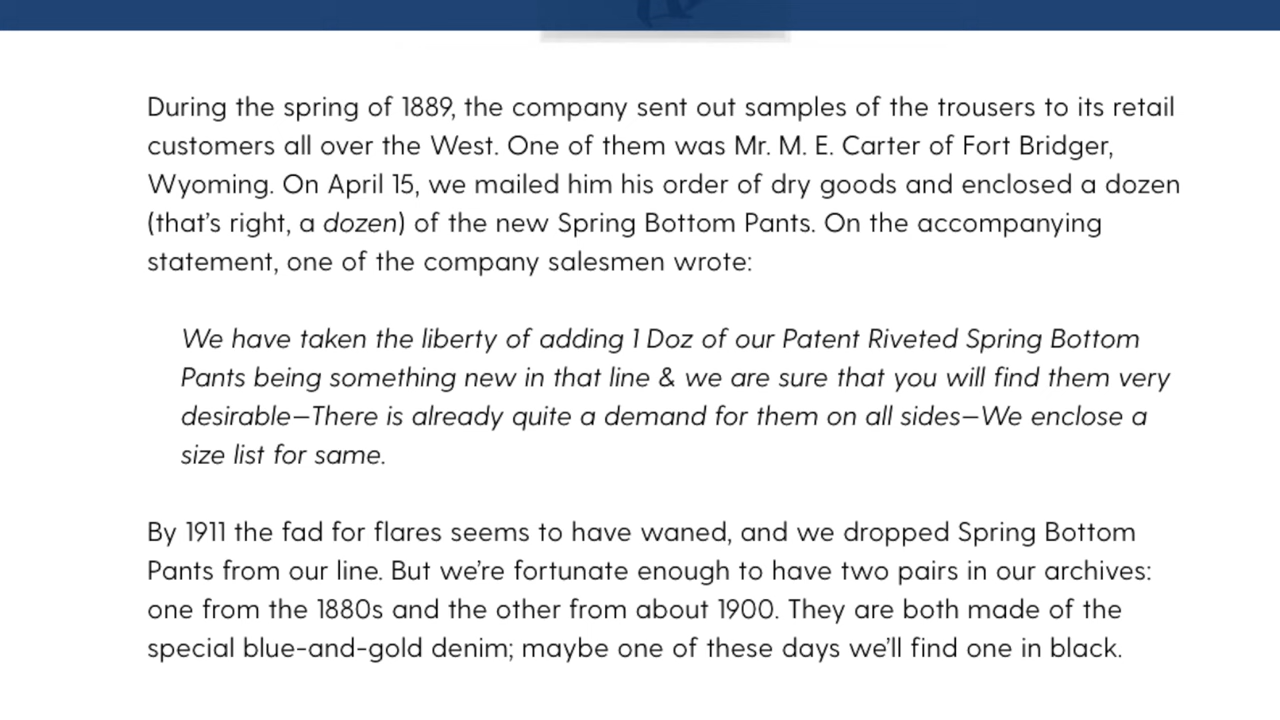 During the spring of 1889, the company sent out samples of the trousers to its retail
customers all over the West. One of them was Mr. M. E. Carter of Fort Bridger,
Wyoming. On April 15, we mailed him his order of dry goods and enclosed a dozen
(that’s right, a dozen) of the new Spring Bottom Pants. On the accompanying
statement, one of the company salesmen wrote:
We have taken the liberty of adding 1 Doz of our Patent Riveted Spring Bottom
Pants being something new in that line & we are sure that you will find them very
desirable—There is already quite a demand for them on all sides—We enclose a
size list for same.
By 1911 the fad for flares seems to have waned, and we dropped Spring Bottom
Pants from our line. But we’re fortunate enough to have two pairs in our archives:
one from the 1880s and the other from about 1900. They are both made of the
special blue-and-gold denim; maybe one of these days we’ll find one in black.